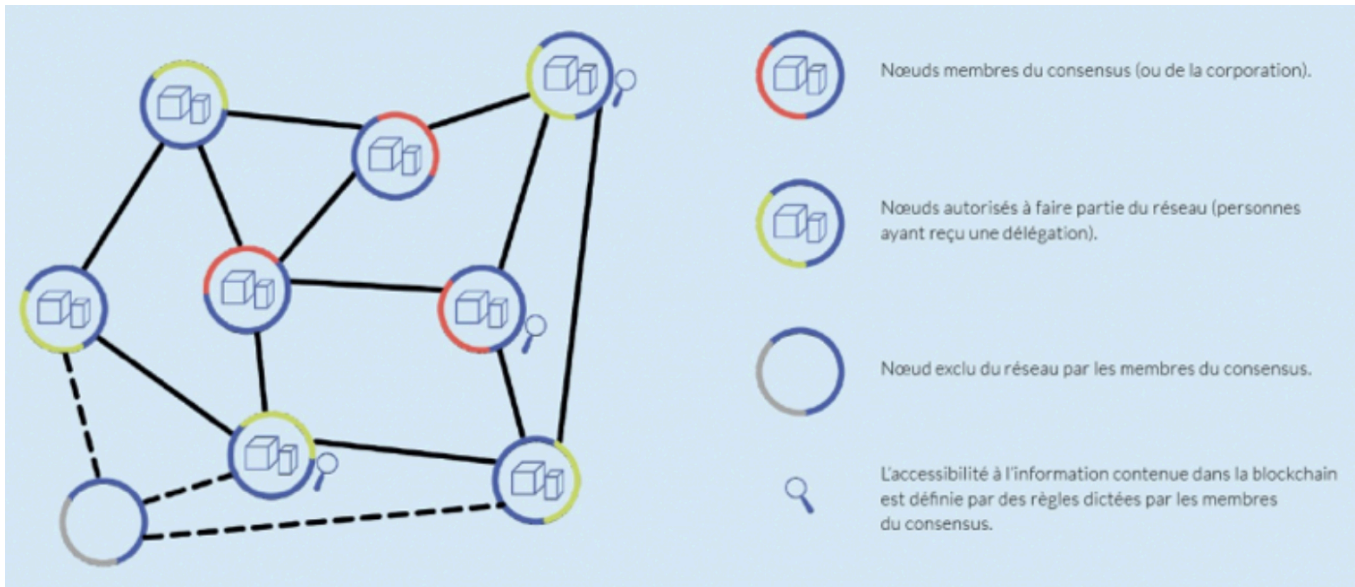 Nœuds membres du consensus (ou de la corporation).
Nœuds autorisés à faire partie du réseau (personnes
ayant reçu une délégation).
Nœud exclu du réseau par les membres du consensus.
L'accessibilité à l'information contenue dans la blockchain
est définie par des règles dictées par les membres
du consensus.